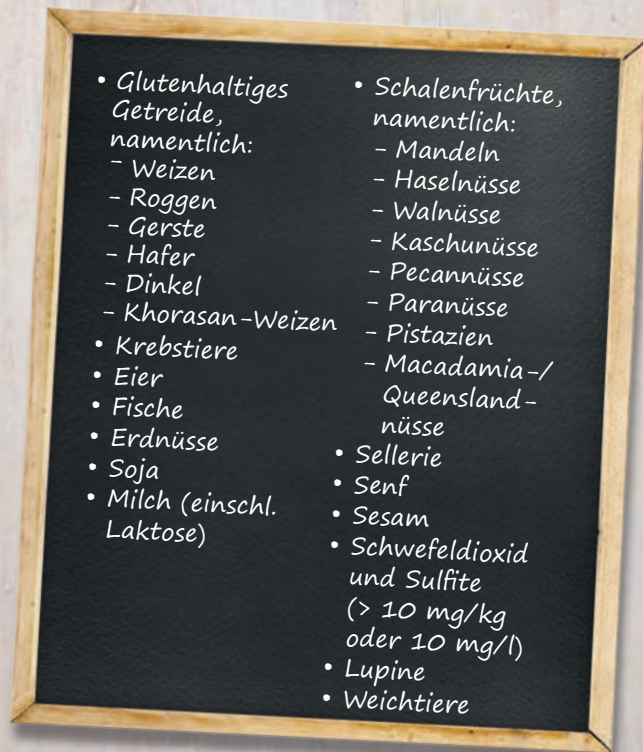 • Glutenhaltiges
Getreide,
namentlich:
- Weizen
- Roggen
- Gerste
- Hafer
- Dinkel
- Khorasan-Weizen
• Krebstiere
• Eier
• Fische
• Erdnüsse
• Soja
• Milch (einschl.
Laktose)
• Schalenfrüchte,
namentlich:
- Mandeln
- Haselnüsse
- Walnüsse
- Kaschunüsse
- Pecannüsse
- Paranüsse
- Pistazien
- Macadamia-/
Queensland-
nüsse
• Sellerie
• Senf
• Sesam
• Schwefeldioxid
und Sulfite
(> 10 mg/kg
oder 10 mg/l)
• Lupine
• Weichtiere